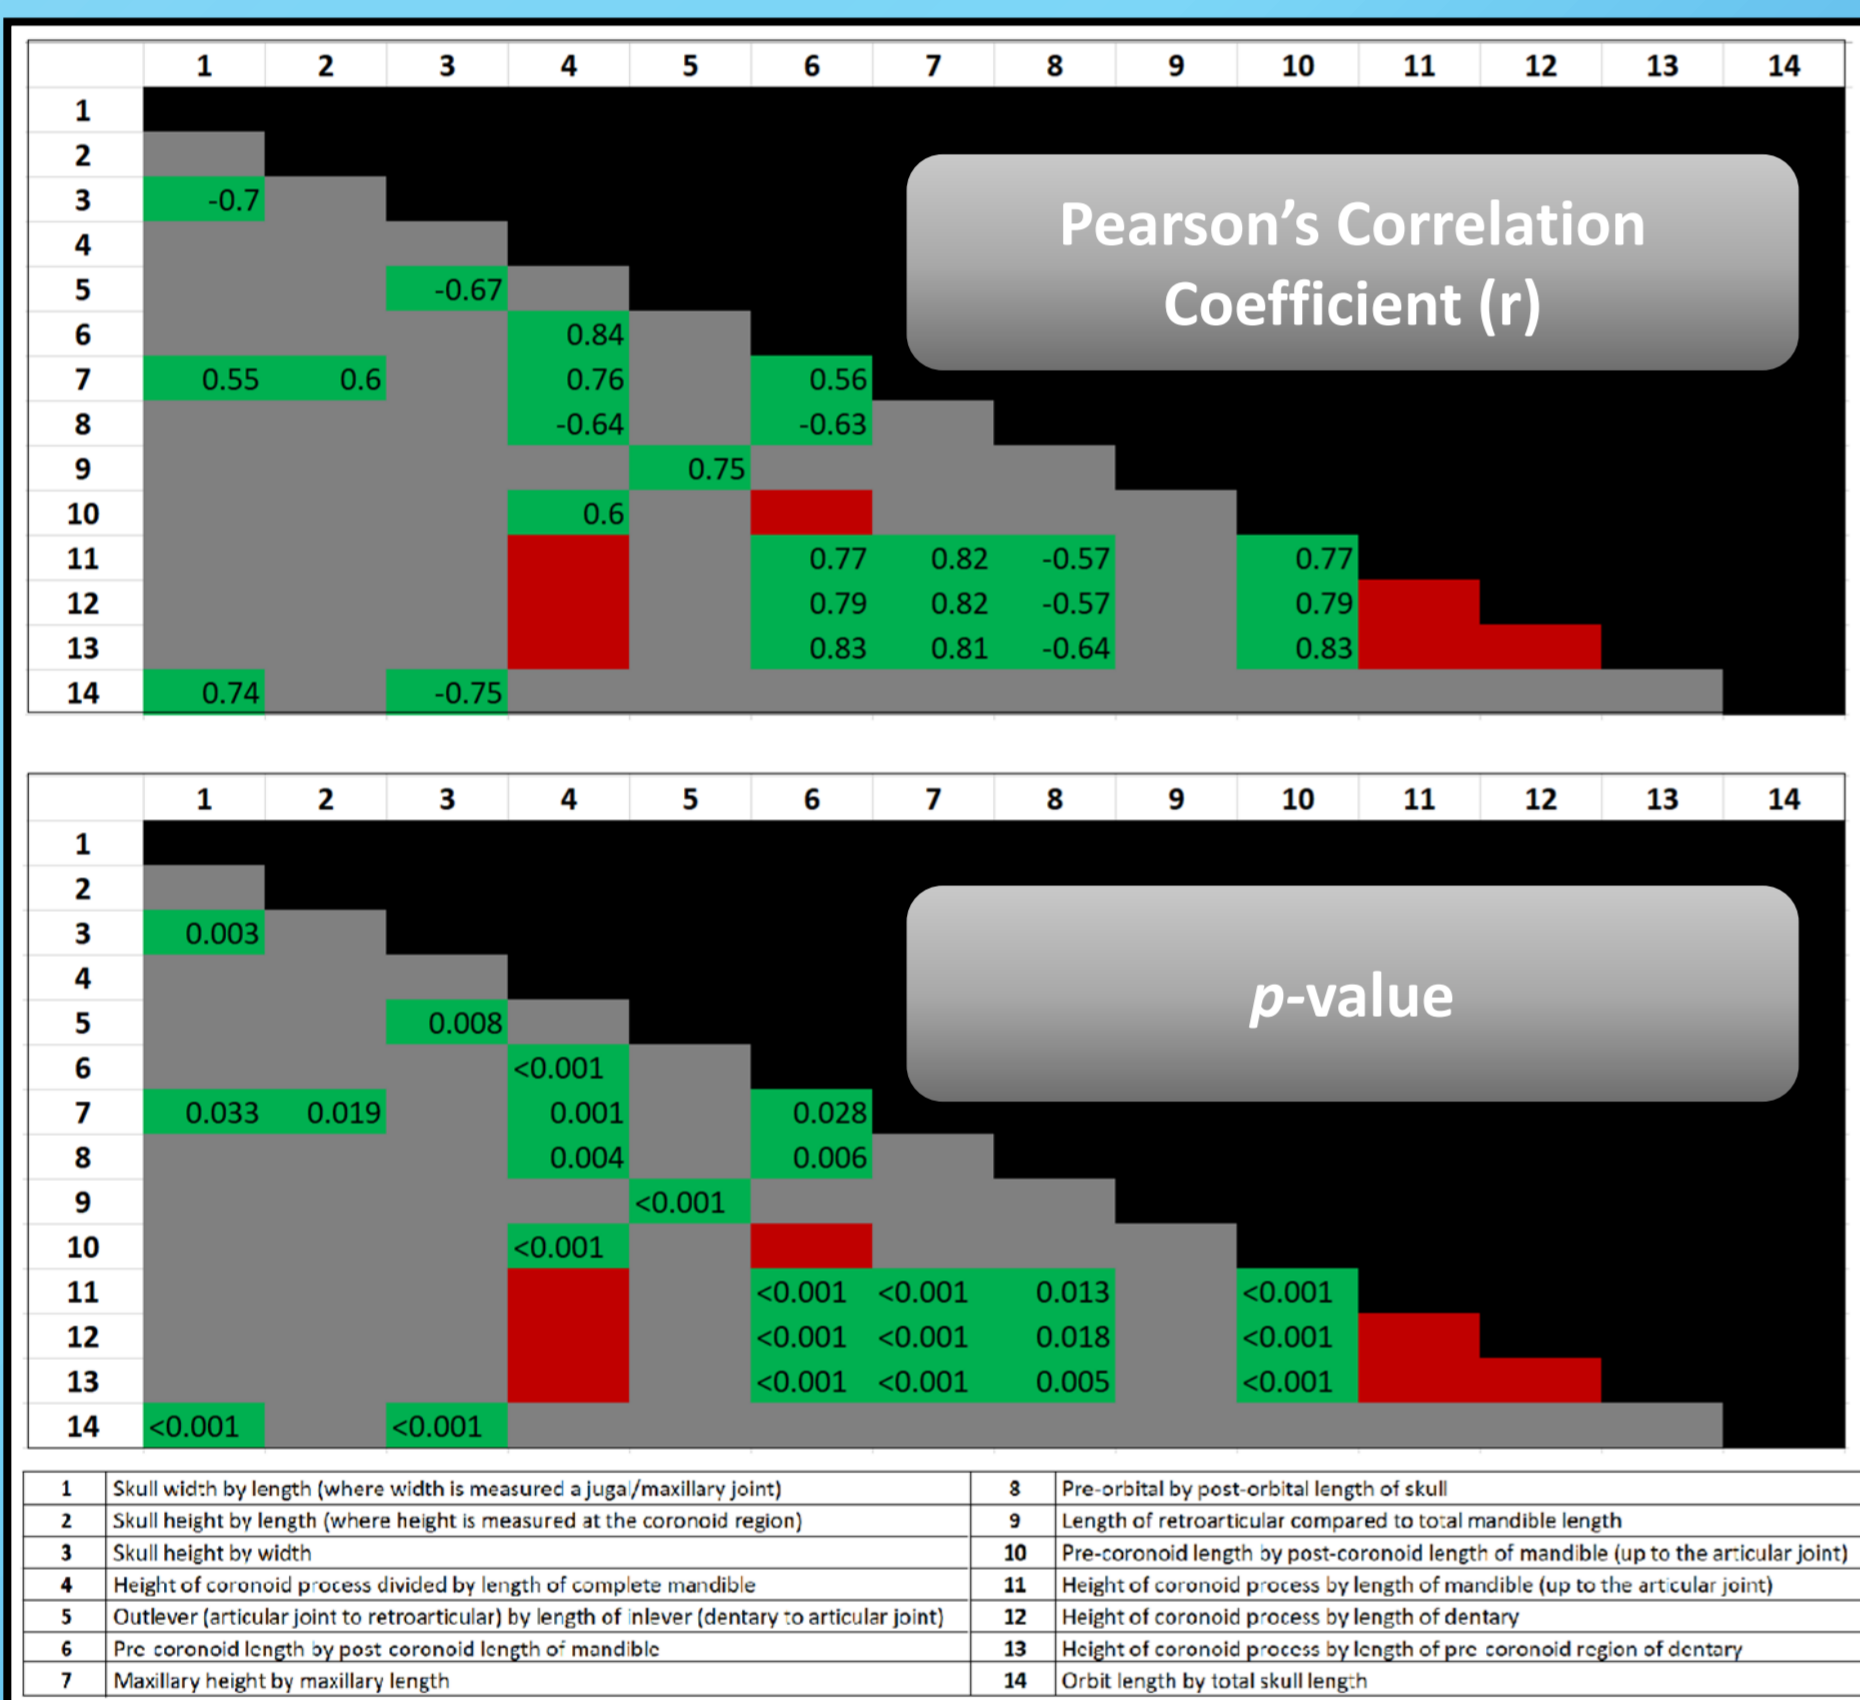 1 2 3 4 5 6 7 8 9 10 11 12 13 14
1
2
3 -0.7
4
5 -0.67
6 0.84
7 0.55 0.6 0.76 0.56
8 -0.64 -0.63
9 0.75
10 0.6
11 0.77 0.82 -0.57 0.77
12 0.79 0.82 -0.57 0.79
13 0.83 0.81 -0.64 0.83
14 0.74 -0.75
Pearson’s Correlation
Coefficient (r)
1 2 3 4 5 6 7 8 9 10 11 12 13 14
1
2
3 0.003
4
5 0.008
6 <0.001
7 0.033 0.019 0.001 0.028
8 0.004 0.006
9 <0.001
10 <0.001
11 <0.001 <0.001 0.013 <0.001
12 <0.001 <0.001 0.018 <0.001
13 <0.001 <0.001 0.005 <0.001
14 <0.001 <0.001
p-value
1 Skull width by length (where width is measured a jugal/maxillary joint)
2 Skull height by length (where height is measured at the coronoid region)
3 Skull height by width
4 Height of coronoid process divided by length of complete mandible
5 Outlever (articular joint to retroarticular) by length of inlever (dentary to articular joint)
6 Pre coronoid length by post coronoid length of mandible
7 Maxillary height by maxillary length
8 Pre-orbital by post-orbital length of skull
9 Length of retroarticular compared to total mandible length
10 Pre-coronoid length by post-coronoid length of mandible (up to the articular joint)
11 Height of coronoid process by length of mandible (up to the articular joint)
12 Height of coronoid process by length of dentary
13 Height of coronoid process by length of pre coronoid region of dentary
14 Orbit length by total skull length